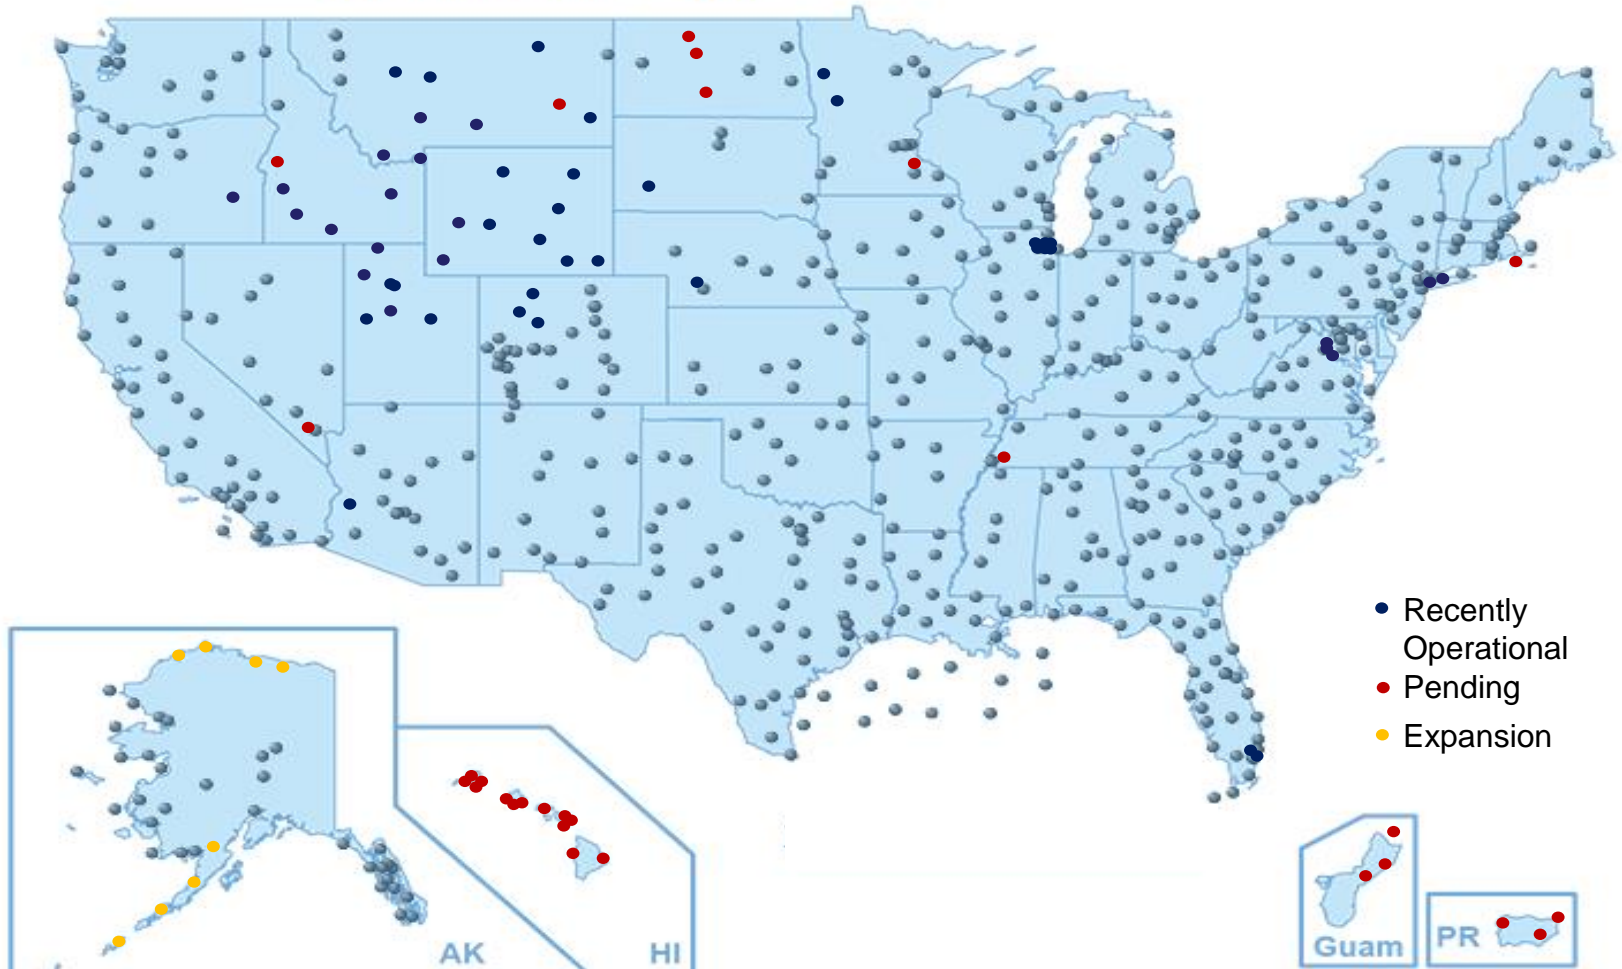 Recently
Operational
Pending
Expansion
AK
HI
Guam
PR